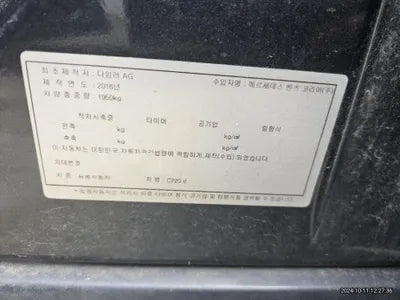 최초제작자 : 다임러 AG 수입자명 : 메르세데스 벤츠 코리아(주)
제작연도 : 2016년
차량총중량 : 1950kg
적차시축중 타이어 공기압 림형식
전축 kg kg/㎠
후축 kg kg/㎠
이 자동차는 대한민국 자동차관리법령에 적합하게 제작(수입) 되었습니다
차대번호
차종 : 승용자동차 차명 : C220 d
2024-10-11 12:27:36